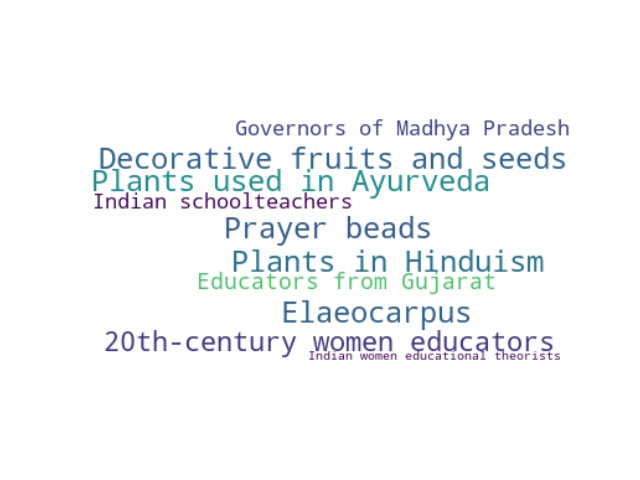 Governors of Madhya Pradesh
Decorative fruits and seeds
Plants used in Ayurveda
Indian schoolteachers
Prayer beads
Plants in Hinduism
Educators from Gujarat
Elaeocarpus
20th-century women educators
Indian women educational theorists